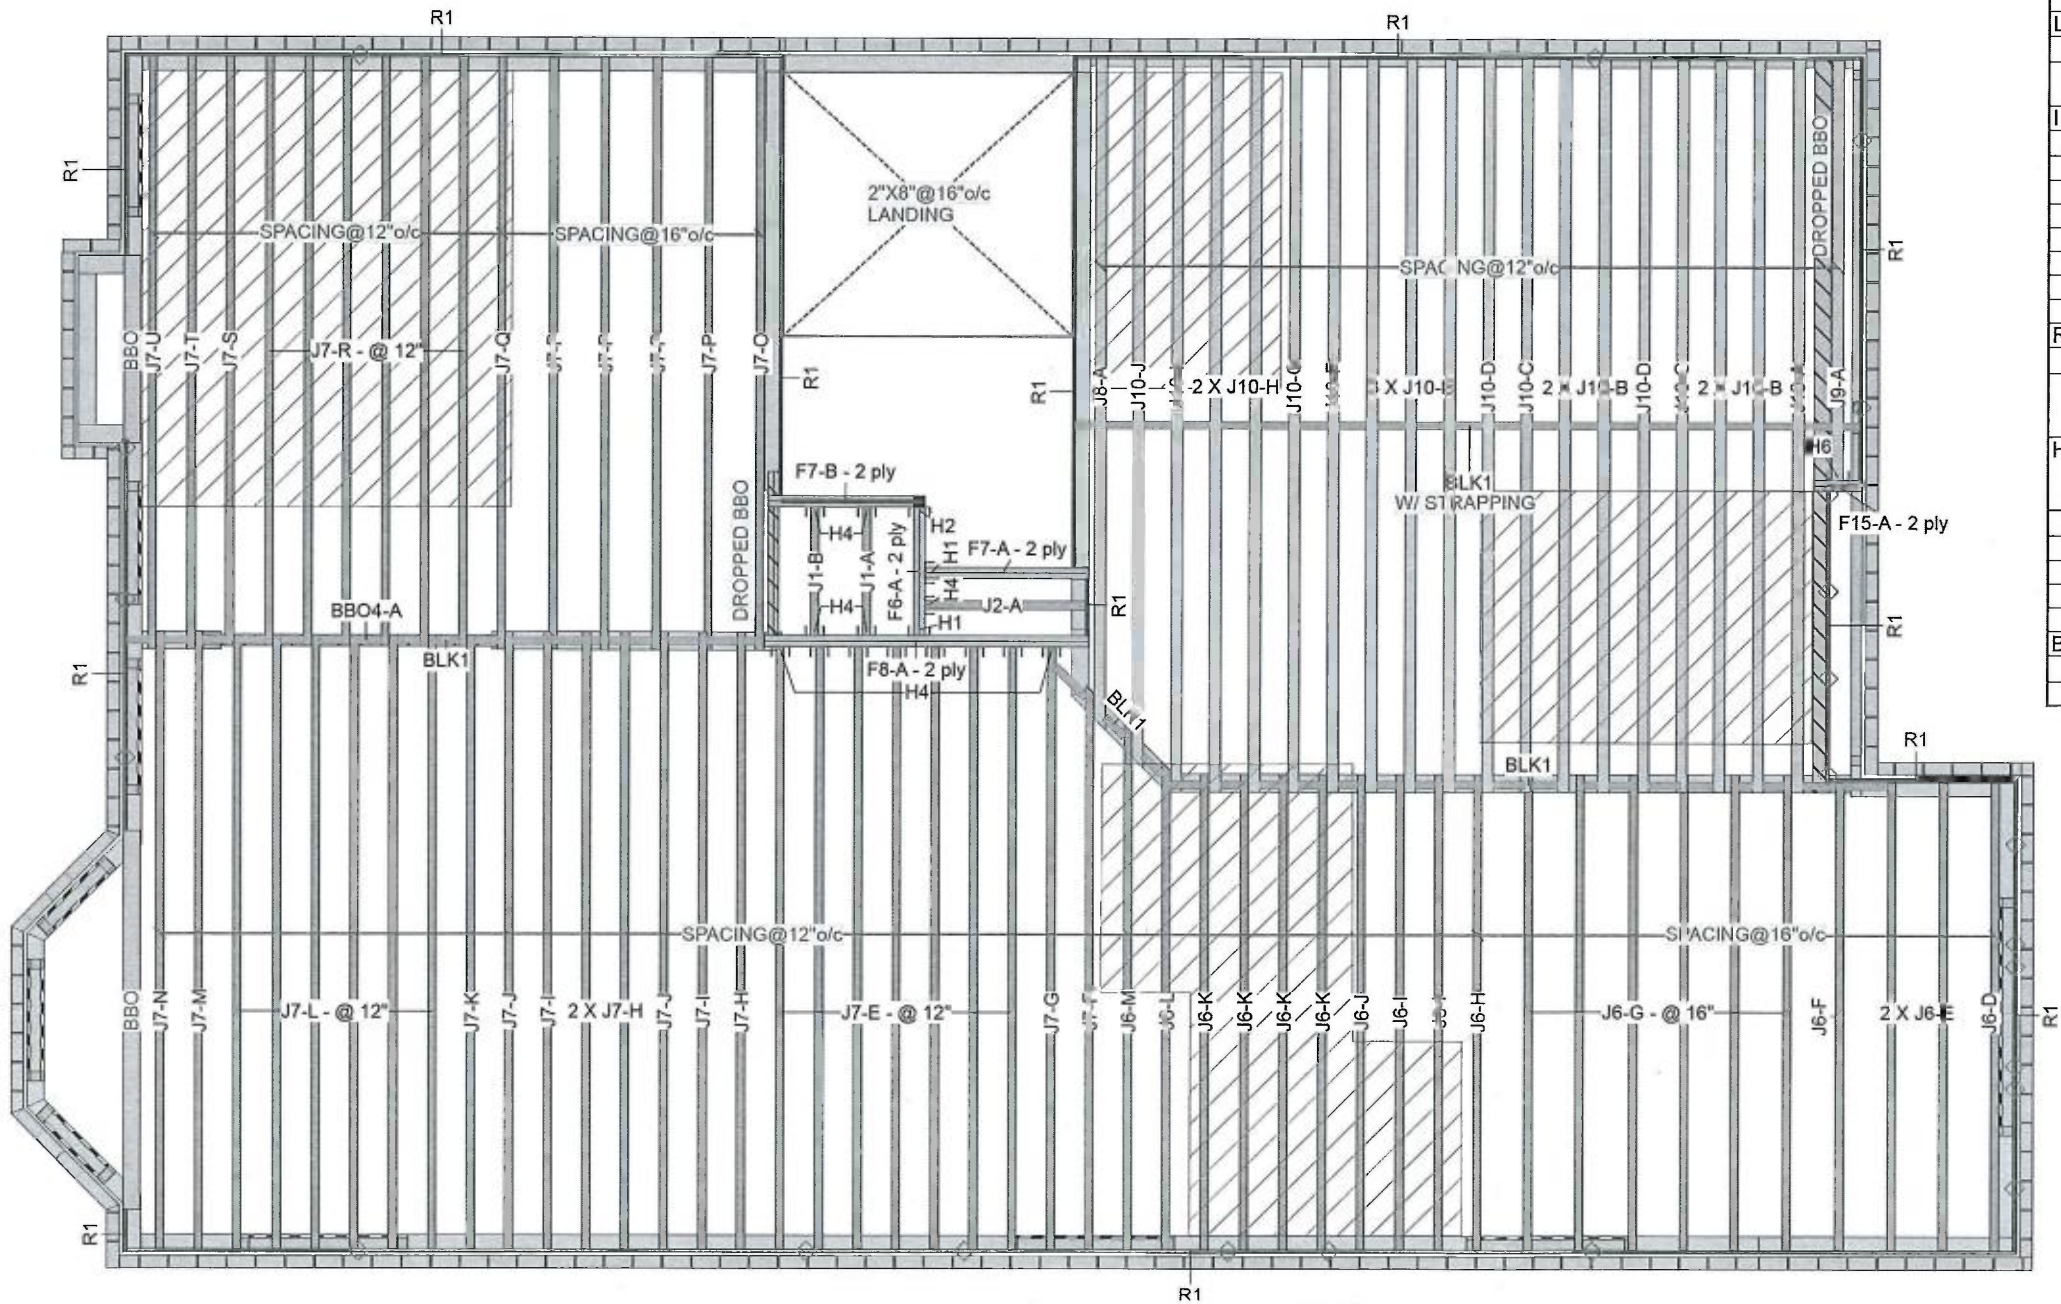 R1
R1
L
I
R1
DROPPED BBO
2"X8"@16"o/c
LANDING
SPACING@12"o/c
SPACING@16"o/c
R1
BBO
J7-U
J7-T
J7-S
J7-R - @ 12"
J7-Q
J7-P
J7-O
R1
R1
J8-A
J10-J
2 X J10-H
J10-D
J10-C
2 X J10-B
J10-D
J9-A
H6
BLK1
W/ STRAPPING
F7-B - 2 ply
DROPPED BBO
H4
H2
H1
F7-A - 2 ply
F15-A - 2 ply
J1-B
J1-A
F6-A - 2 ply
H4
H4
J2-A
H1
R1
R1
BBO4-A
BLK1
F8-A - 2 ply
H4
R1
BLK1
R1
SPACING@12"o/c
BBO
J7-N
J7-M
J7-L - @ 12"
J7-K
J7-J
J7-I
2 X J7-H
J7-J
J7-I
J7-H
J7-E - @ 12"
J7-G
J6-M
J6-K
J6-K
J6-K
J6-K
J6-J
J6-I
J6-H
J6-G - @ 16"
J6-F
2 X J6-E
J6-D
R1
R1
R1